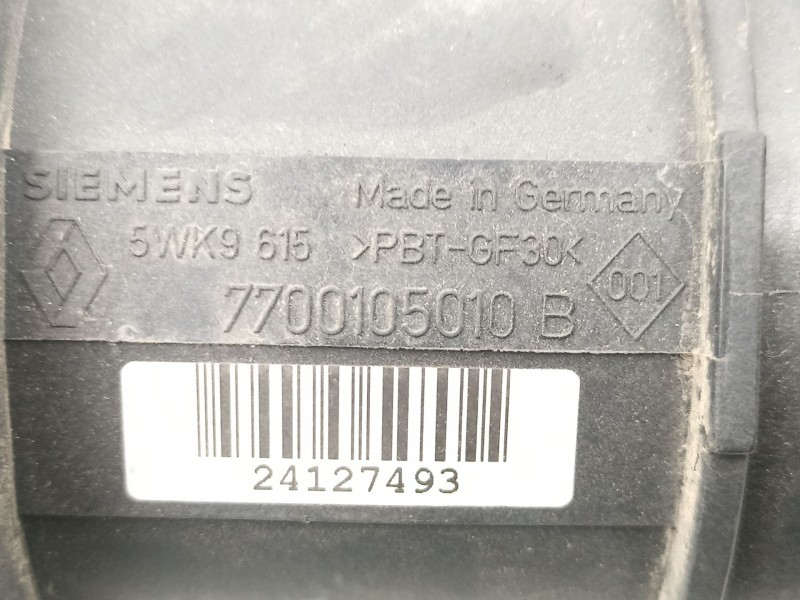 SIEMENS Made in Germany
5WK9 615 >PBT-GF30< 001
7700105010 B
24127493